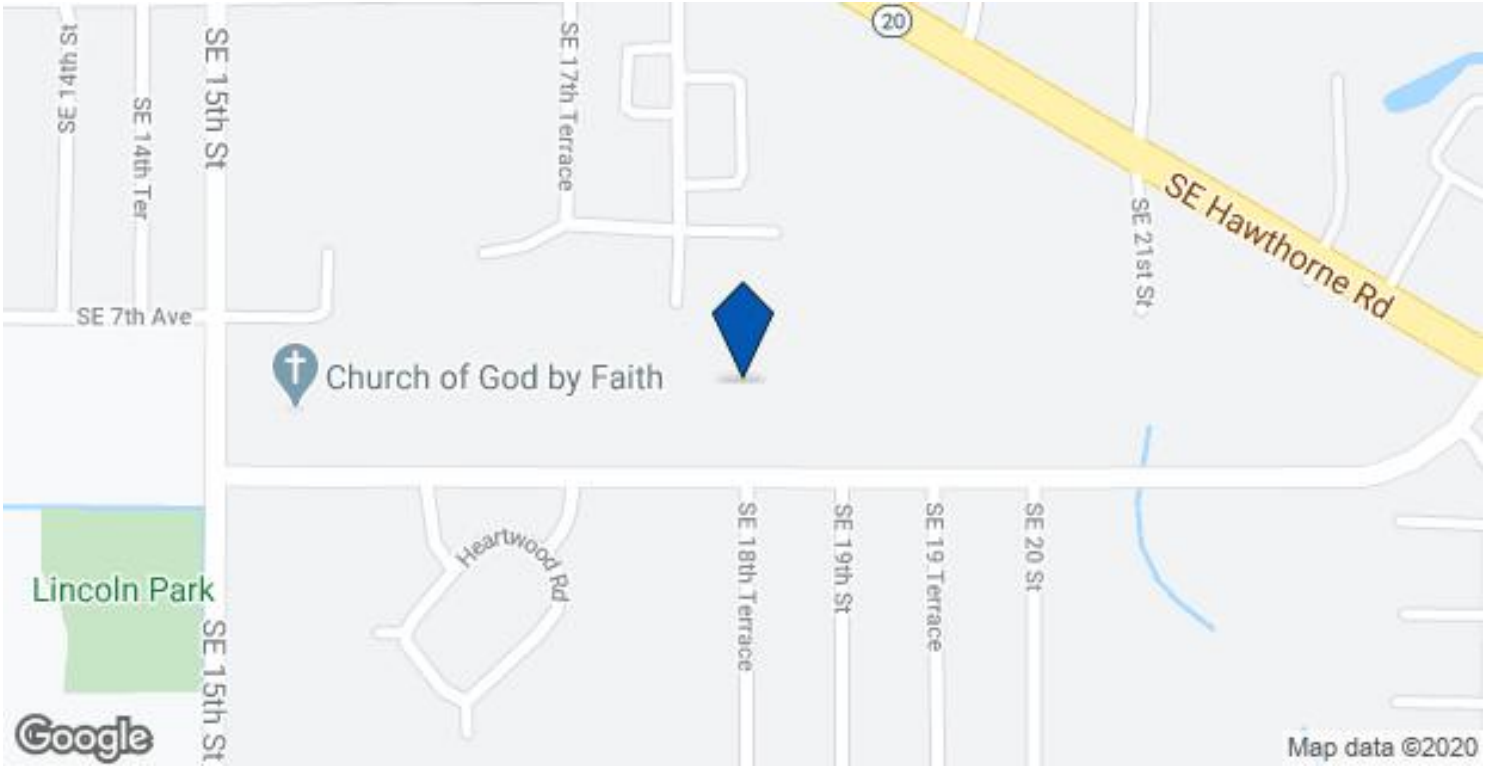 20
SE 14th St
SE 14th Ter
SE 15th St
SE 17th Terrace
SE Hawthorne Rd
SE 21st St
SE 7th Ave
Church of God by Faith
Heartwood Rd
SE 18th Terrace
SE 19th St
SE 19 Terrace
SE 20 St
Lincoln Park
SE 15th St
Google
Map data ©2020